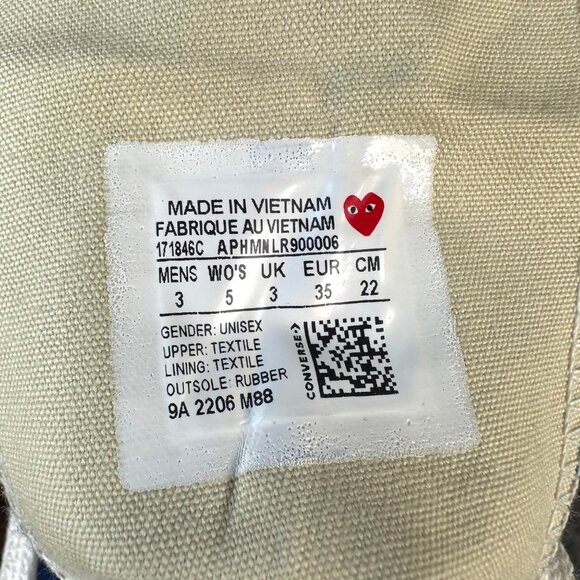 MADE IN VIETNAM
FABRIQUE AU VIETNAM
171846C APHMNLR900006
MENS WO'S UK EUR CM
3 5 3 35 22
GENDER: UNISEX
UPPER: TEXTILE
LINING: TEXTILE
OUTSOLE: RUBBER
9A 2206 M88
CONVERSE